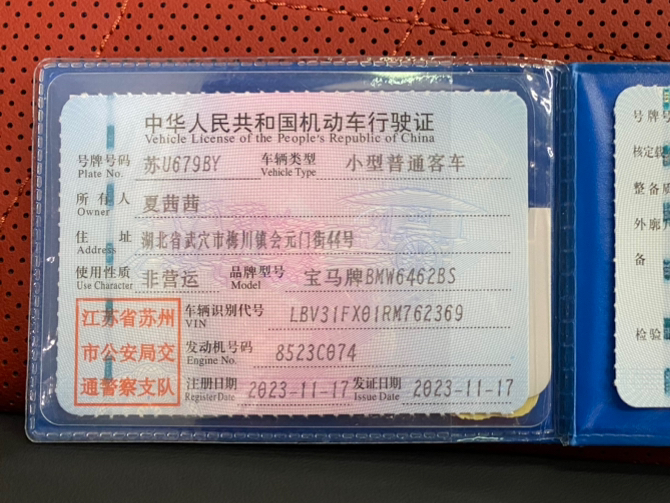 中华人民共和国机动车行驶证
Vehicle License of the People's Republic of China
号牌号码 苏U679BY 车辆类型 小型普通客车
Plate No. Vehicle Type
所有人 夏茜茜
Owner
住址 湖北省武穴市梅川镇会元门街44号
Address
使用性质 非营运 品牌型号 宝马牌BMW6462BS
Use Character Model
江苏省苏州
市公安局交
通警察支队
车辆识别代号 LBV31FX01RM762369
VIN
发动机号码 8523C074
Engine No.
注册日期 2023-11-17 发证日期 2023-11-17
Register Date Issue Date
号牌号
核定载
整备质
外廓
备
检验